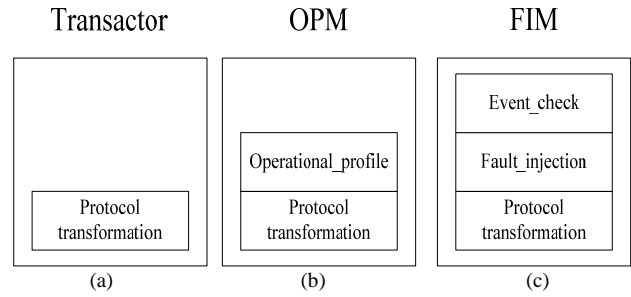 Transactor
OPM
FIM
Protocol
transformation
Operational_profile
Protocol
transformation
Event_check
Fault_injection
Protocol
transformation
(a)
(b)
(c)